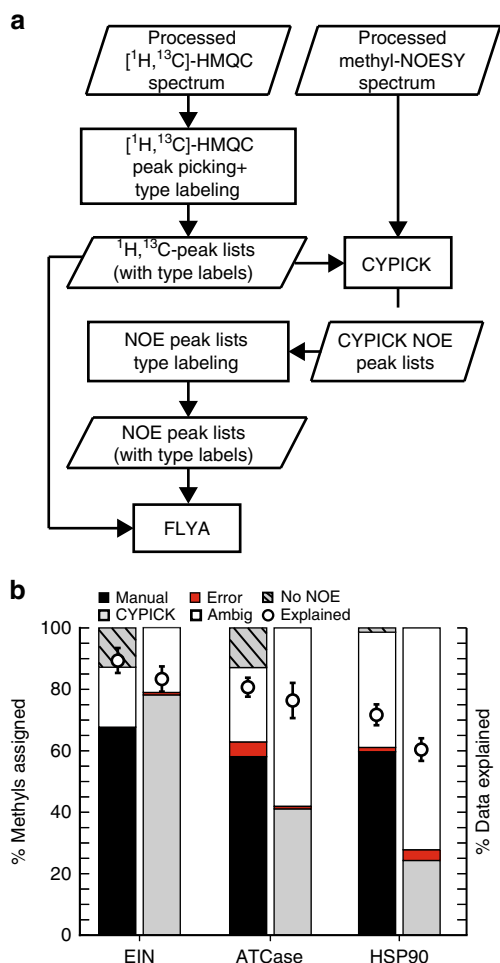 a
Processed
[¹H,¹³C]-HMQC
spectrum
Processed
methyl-NOESY
spectrum
[¹H,¹³C]-HMQC
peak picking+
type labeling
¹H,¹³C-peak lists
(with type labels)
CYPICK
NOE peak lists
type labeling
CYPICK NOE
peak lists
NOE peak lists
(with type labels)
FLYA
b
Manual Error No NOE
CYPICK Ambig Explained
% Methyls assigned
100
80
60
40
20
0
% Data explained
EIN ATCase HSP90